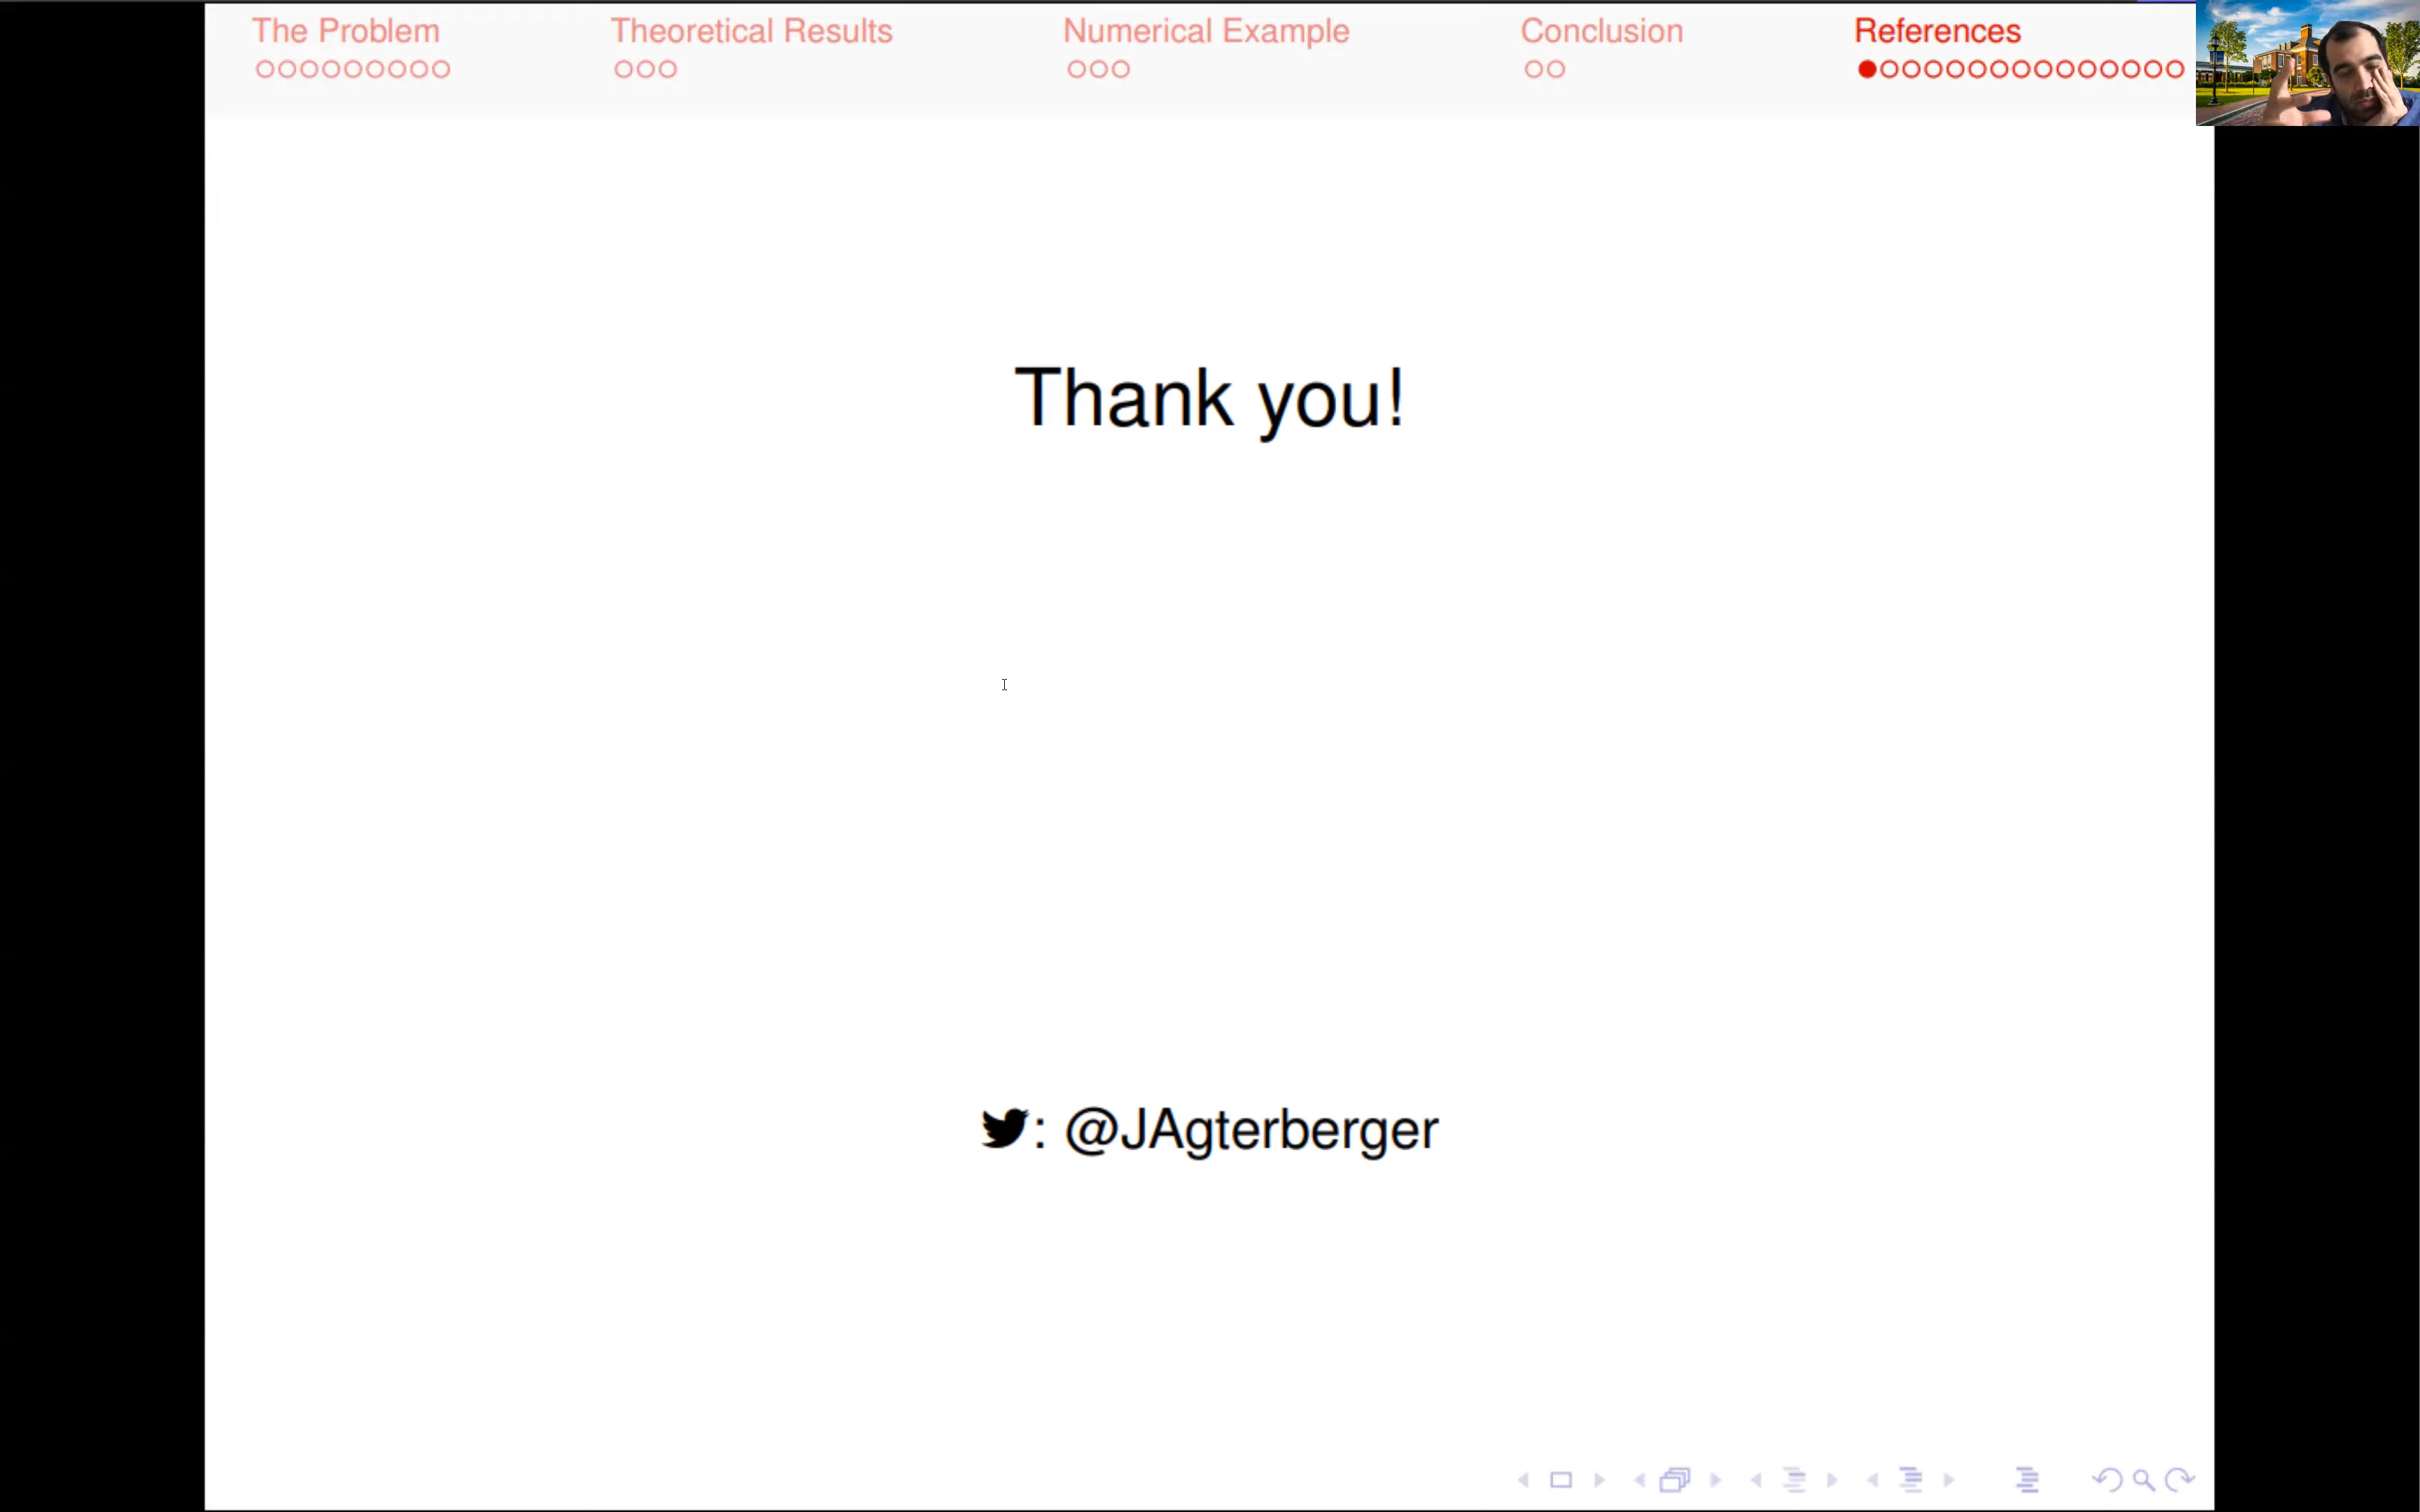 The Problem
Theoretical Results
Numerical Example
Conclusion
References
Thank you!
: @JAgterberger